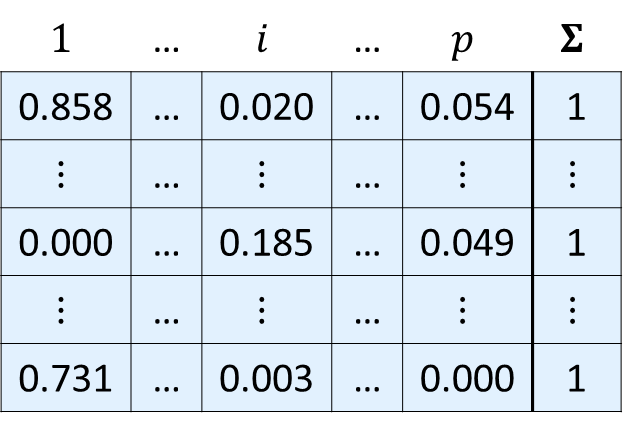 1 … i … p Σ
0.858 … 0.020 … 0.054 1
⋮ … ⋮ … ⋮ ⋮
0.000 … 0.185 … 0.049 1
⋮ … ⋮ … ⋮ ⋮
0.731 … 0.003 … 0.000 1